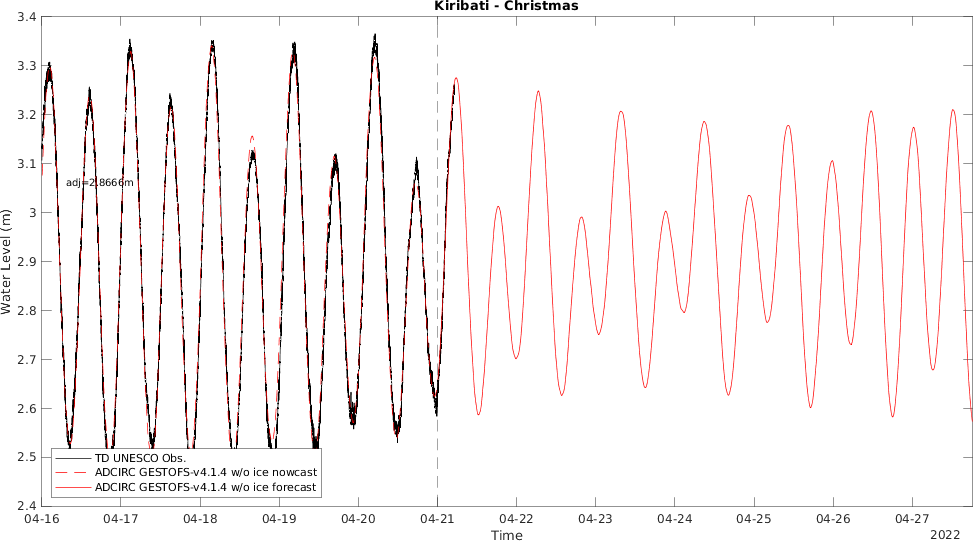 Kiribati - Christmas
3.4
3.3
3.2
3.1
3
2.9
2.8
2.7
2.6
2.5
2.4
Water Level (m)
adj=2.8666m
TD UNESCO Obs.
ADCIRC GESTOFS-v4.1.4 w/o ice nowcast
ADCIRC GESTOFS-v4.1.4 w/o ice forecast
04-16 04-17 04-18 04-19 04-20 04-21 04-22 04-23 04-24 04-25 04-26 04-27
2022
Time